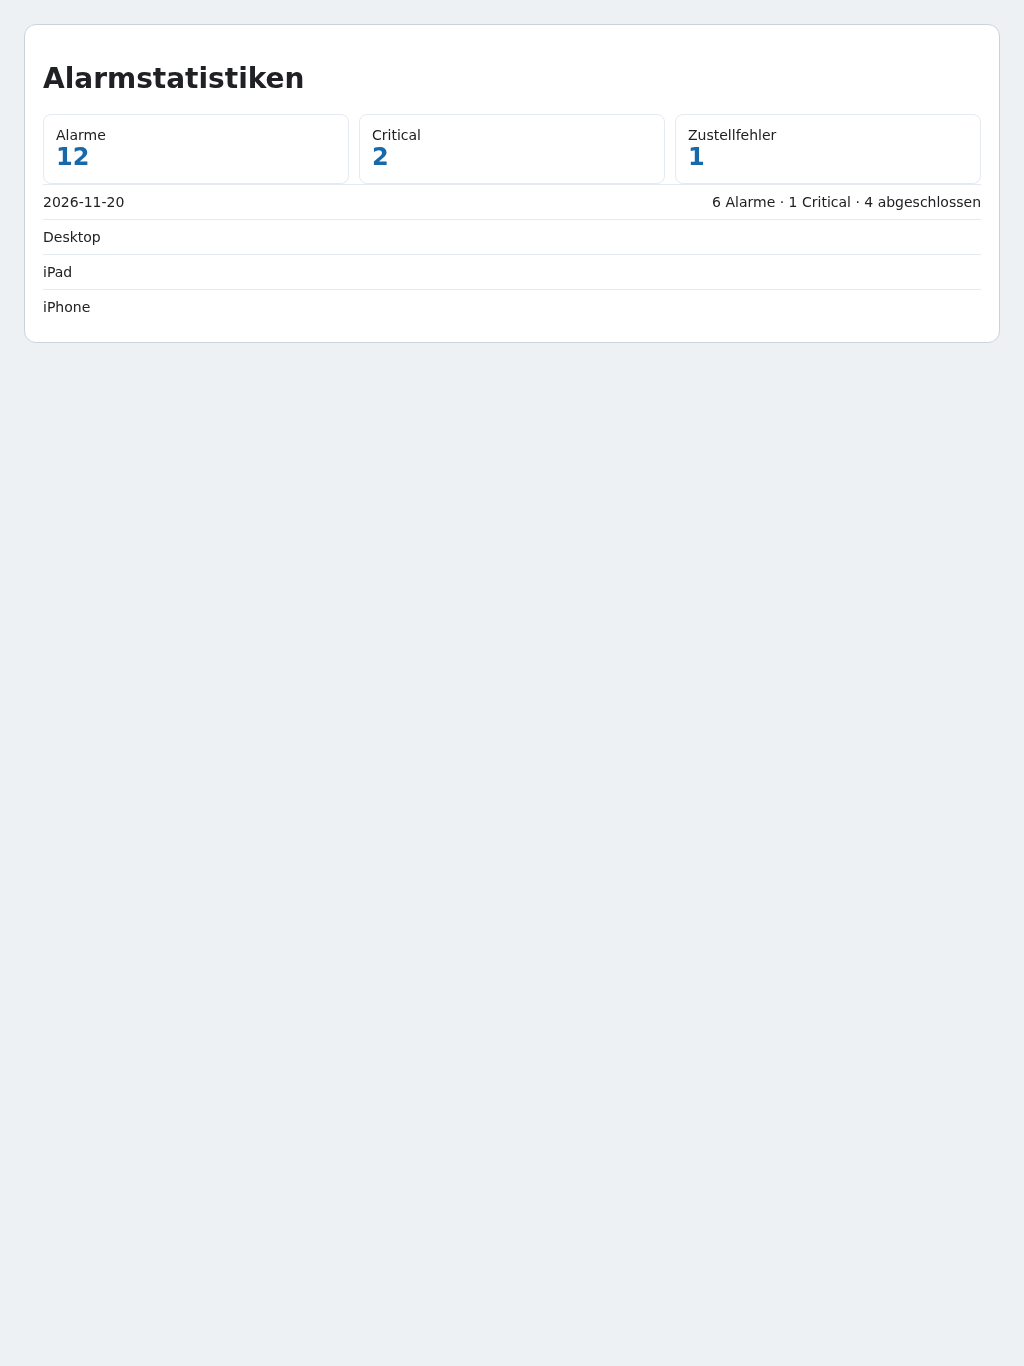 Alarmstatistiken
Alarme
12
Critical
2
Zustellfehler
1
2026-11-20 6 Alarme · 1 Critical · 4 abgeschlossen
Desktop
iPad
iPhone